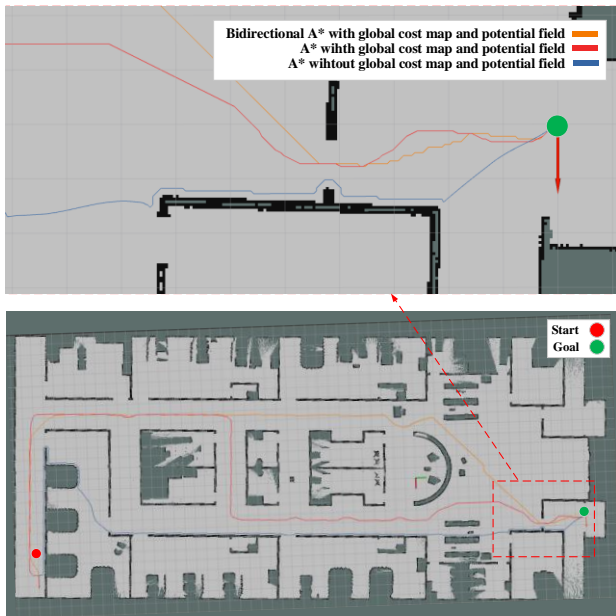 Bidirectional A* with global cost map and potential field
A* wihth global cost map and potential field
A* wihtout global cost map and potential field
Start
Goal